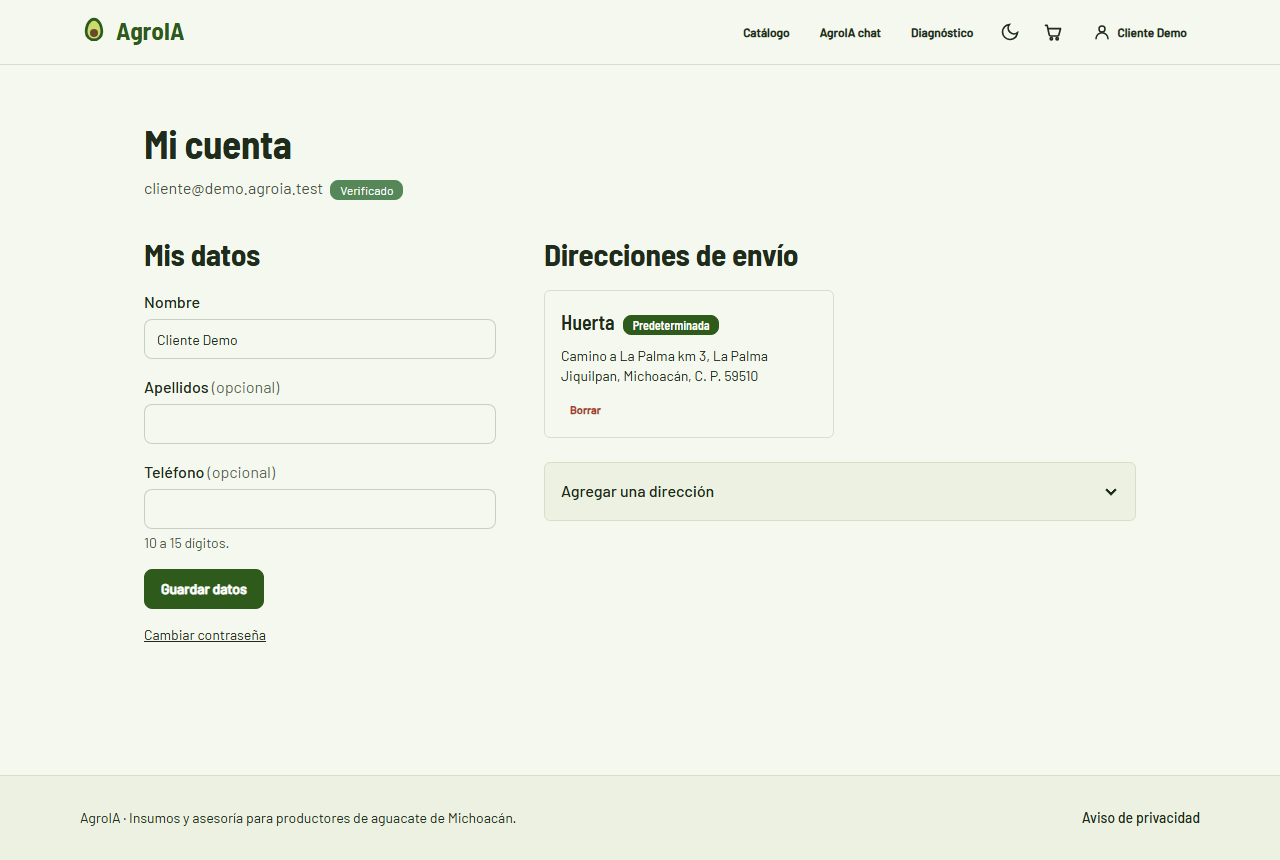 AgroIA
Catálogo
AgroIA chat
Diagnóstico
Cliente Demo
Mi cuenta
cliente@demo.agroia.test
Verificado
Mis datos
Nombre
Cliente Demo
Apellidos (opcional)
Teléfono (opcional)
10 a 15 dígitos.
Guardar datos
Cambiar contraseña
Direcciones de envío
Huerta
Predeterminada
Camino a La Palma km 3, La Palma
Jiquilpan, Michoacán, C. P. 59510
Borrar
Agregar una dirección
AgroIA · Insumos y asesoría para productores de aguacate de Michoacán.
Aviso de privacidad